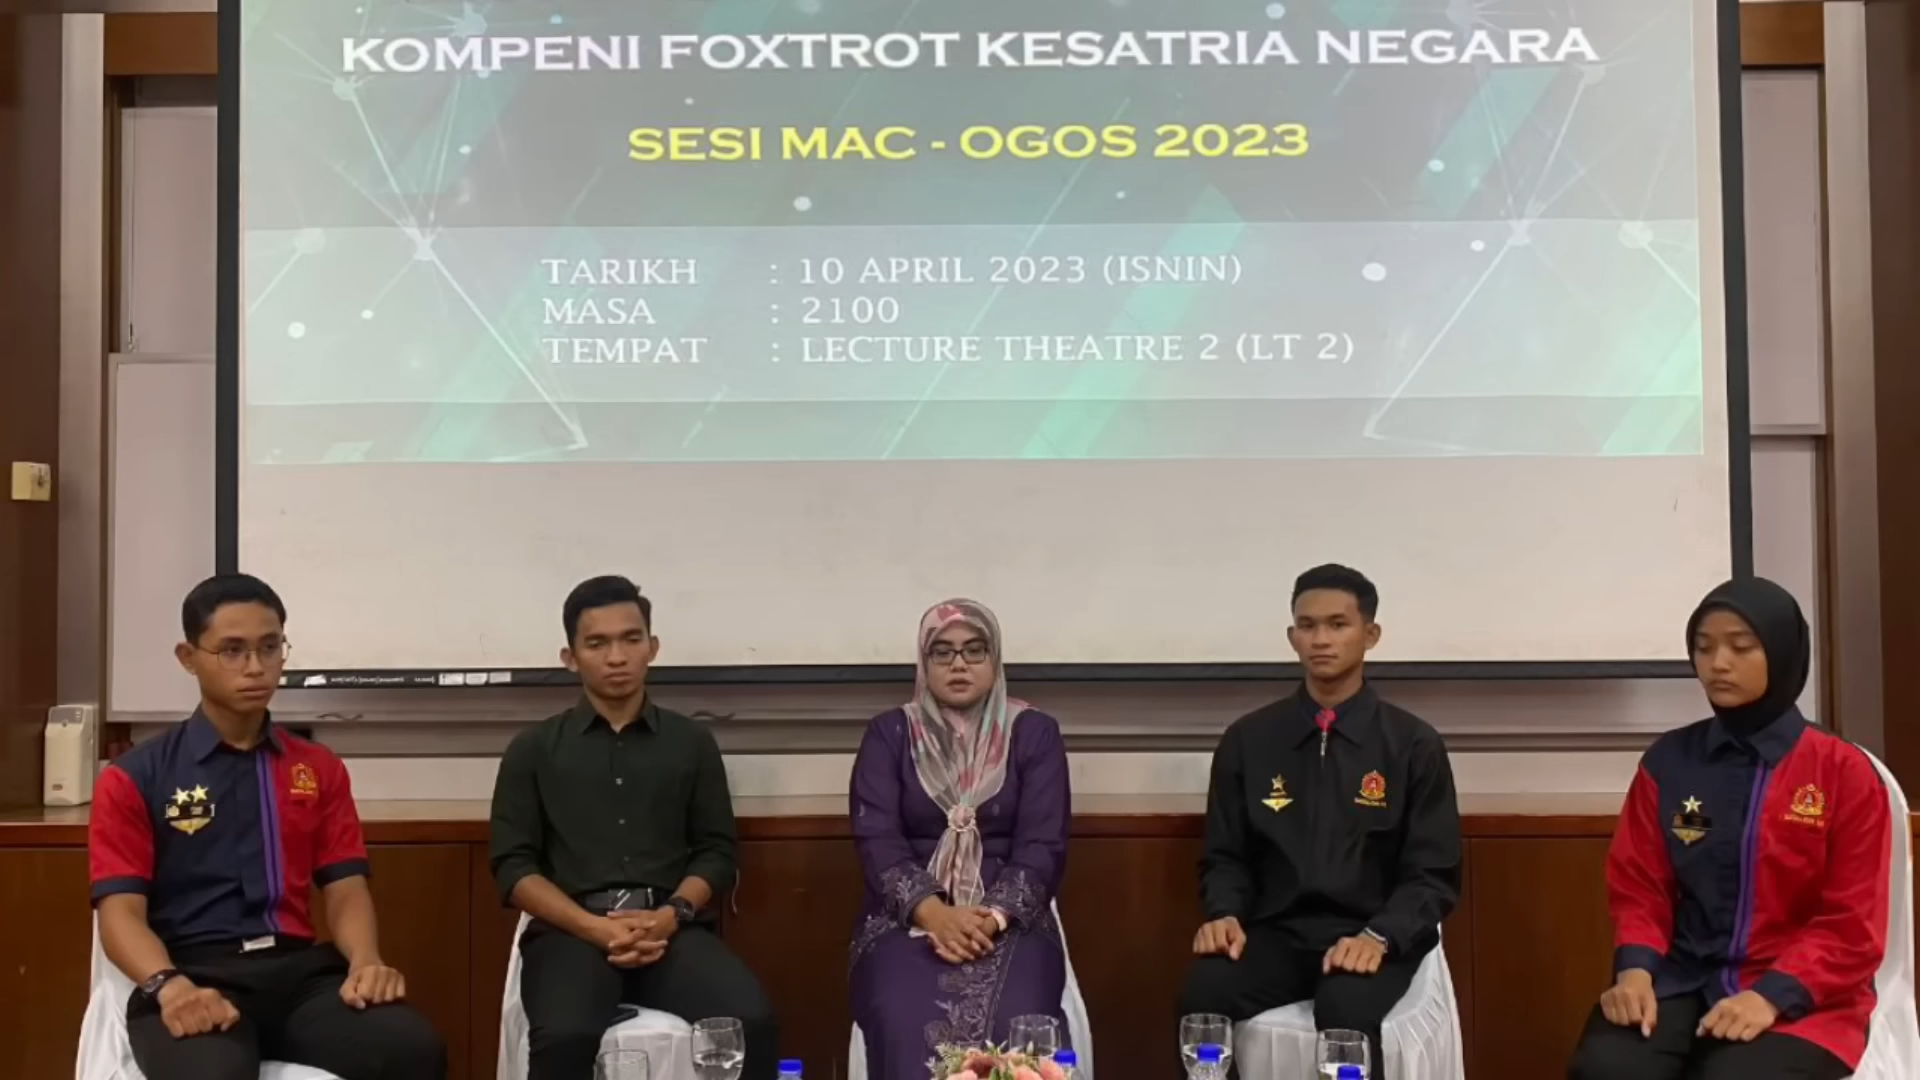 KOMPENI FOXTROT KESATRIA NEGARA
SESI MAC - OGOS 2023
TARIKH : 10 APRIL 2023 (ISNIN)
MASA : 2100
TEMPAT : LECTURE THEATRE 2 (LT 2)